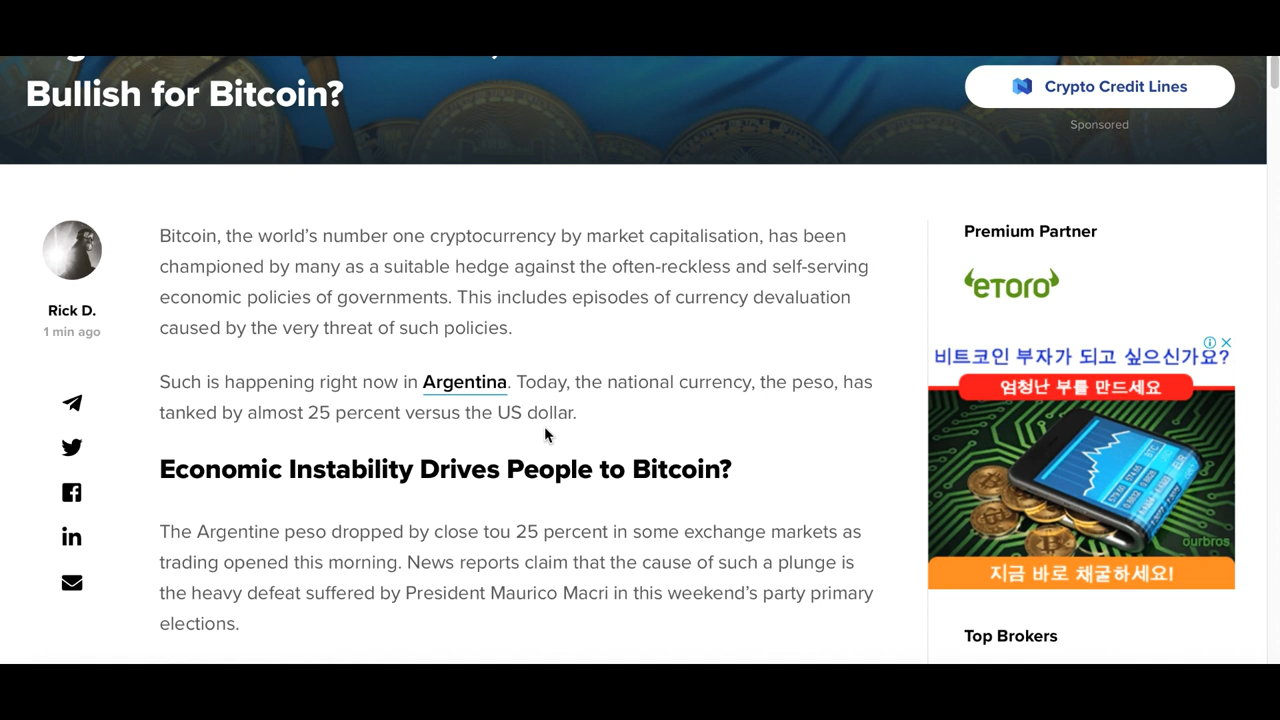 Bullish for Bitcoin?
Crypto Credit Lines
Sponsored
Rick D.
1 min ago
Bitcoin, the world’s number one cryptocurrency by market capitalisation, has been
championed by many as a suitable hedge against the often-reckless and self-serving
economic policies of governments. This includes episodes of currency devaluation
caused by the very threat of such policies.
Such is happening right now in Argentina. Today, the national currency, the peso, has
tanked by almost 25 percent versus the US dollar.
Economic Instability Drives People to Bitcoin?
The Argentine peso dropped by close tou 25 percent in some exchange markets as
trading opened this morning. News reports claim that the cause of such a plunge is
the heavy defeat suffered by President Maurico Macri in this weekend’s party primary
elections.
Premium Partner
eToro
비트코인 부자가 되고 싶으신가요?
엄청난 부를 만드세요
BTC
EUR
ourbros
지금 바로 채굴하세요!
Top Brokers